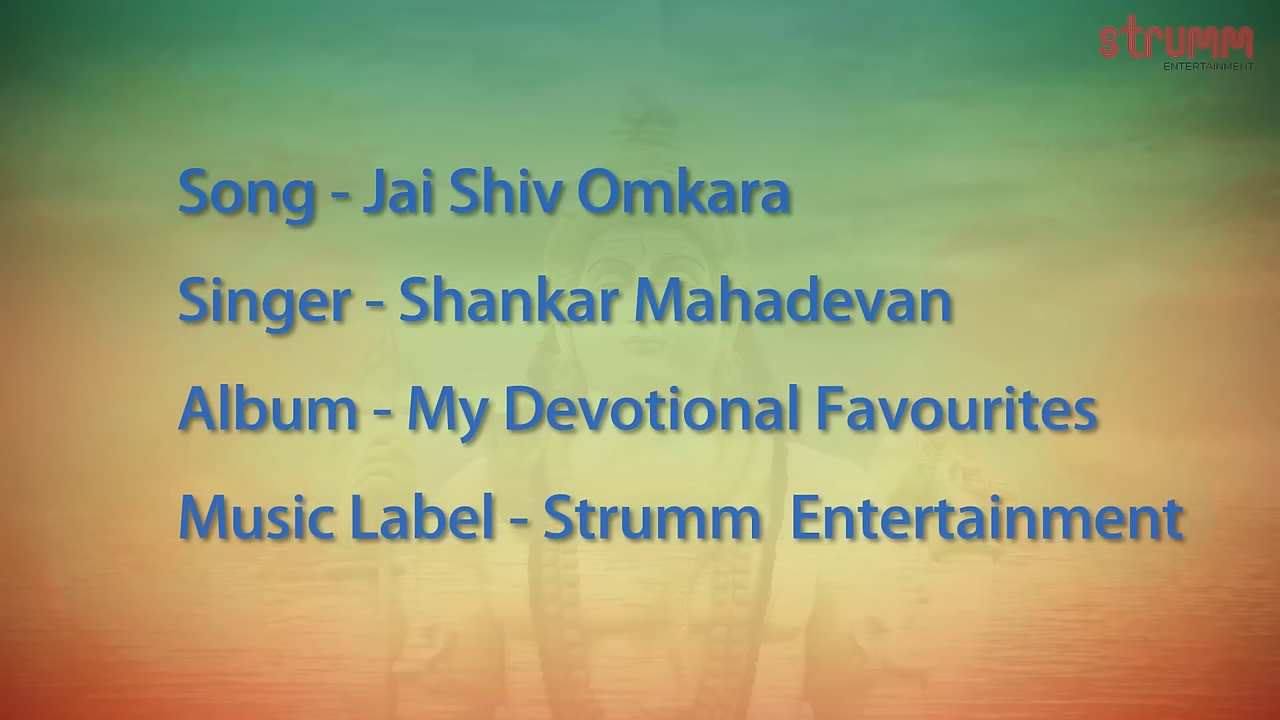 strumm
ENTERTAINMENT
Song - Jai Shiv Omkara
Singer - Shankar Mahadevan
Album - My Devotional Favourites
Music Label - Strumm  Entertainment